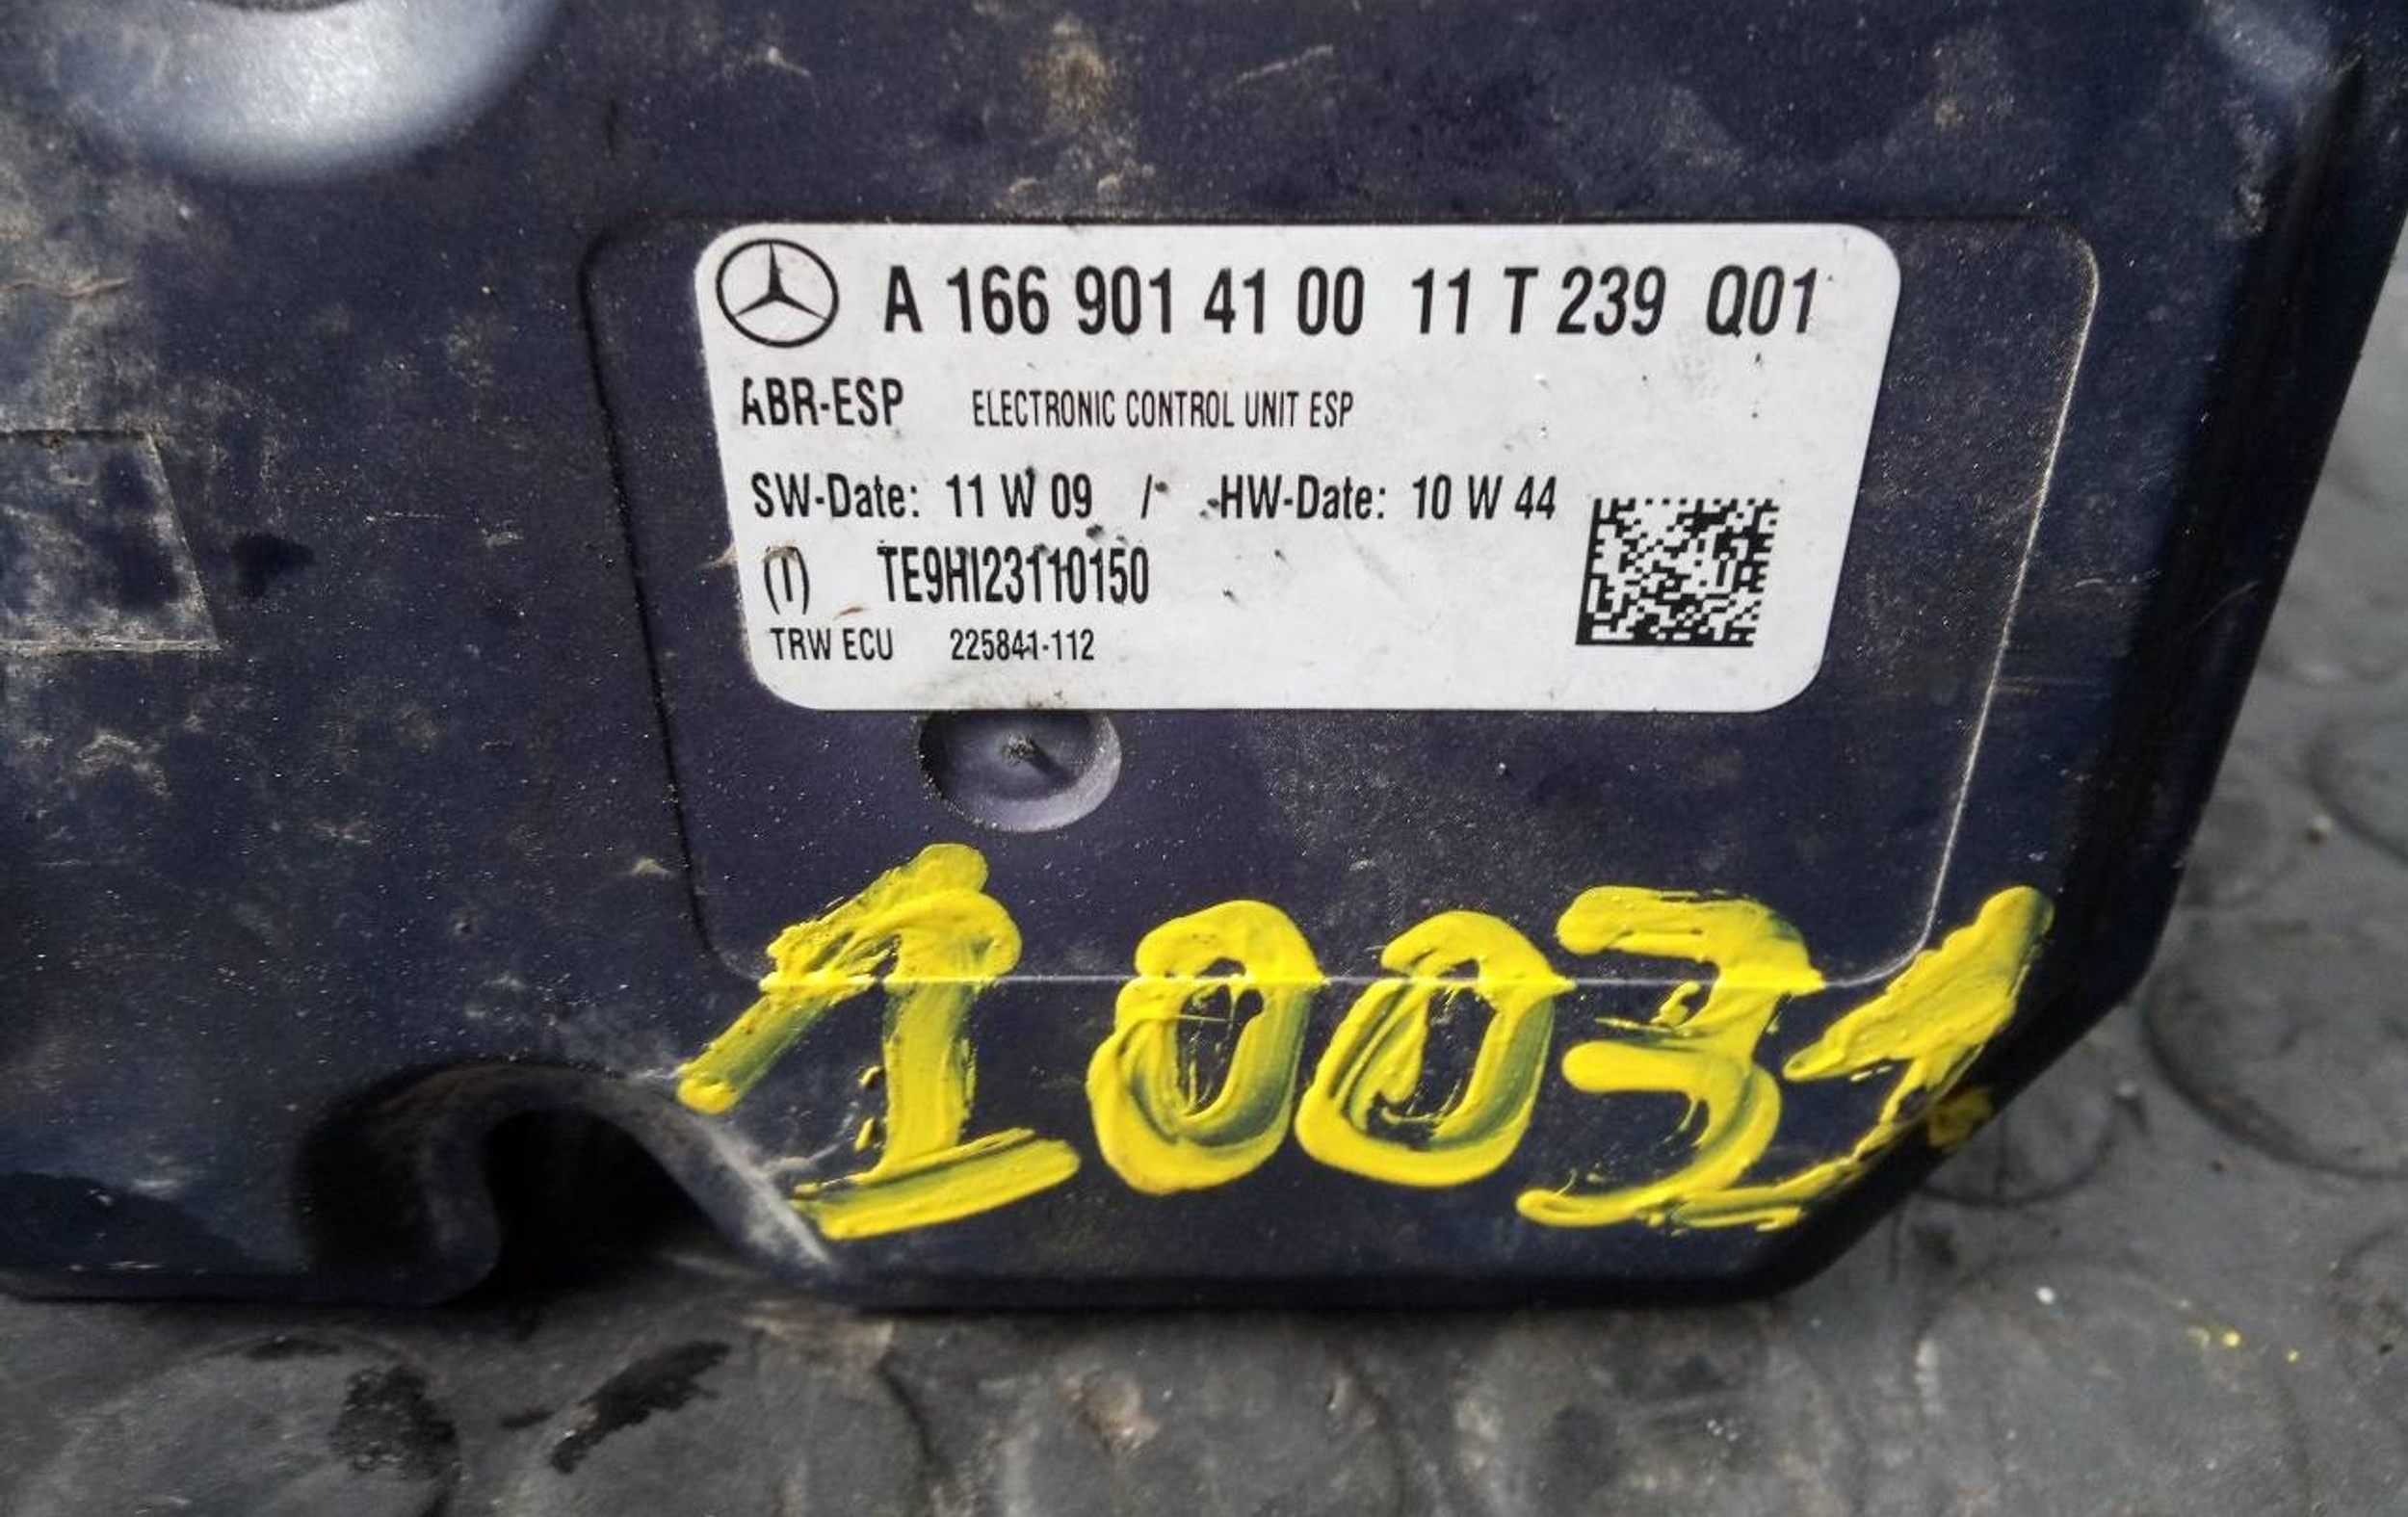 A 166 901 41 00 11 T 239 Q01
ABR-ESP ELECTRONIC CONTROL UNIT ESP
SW-Date: 11 W 09 / HW-Date: 10 W 44
(1) TE9HI23110150
TRW ECU 225841-112
10031